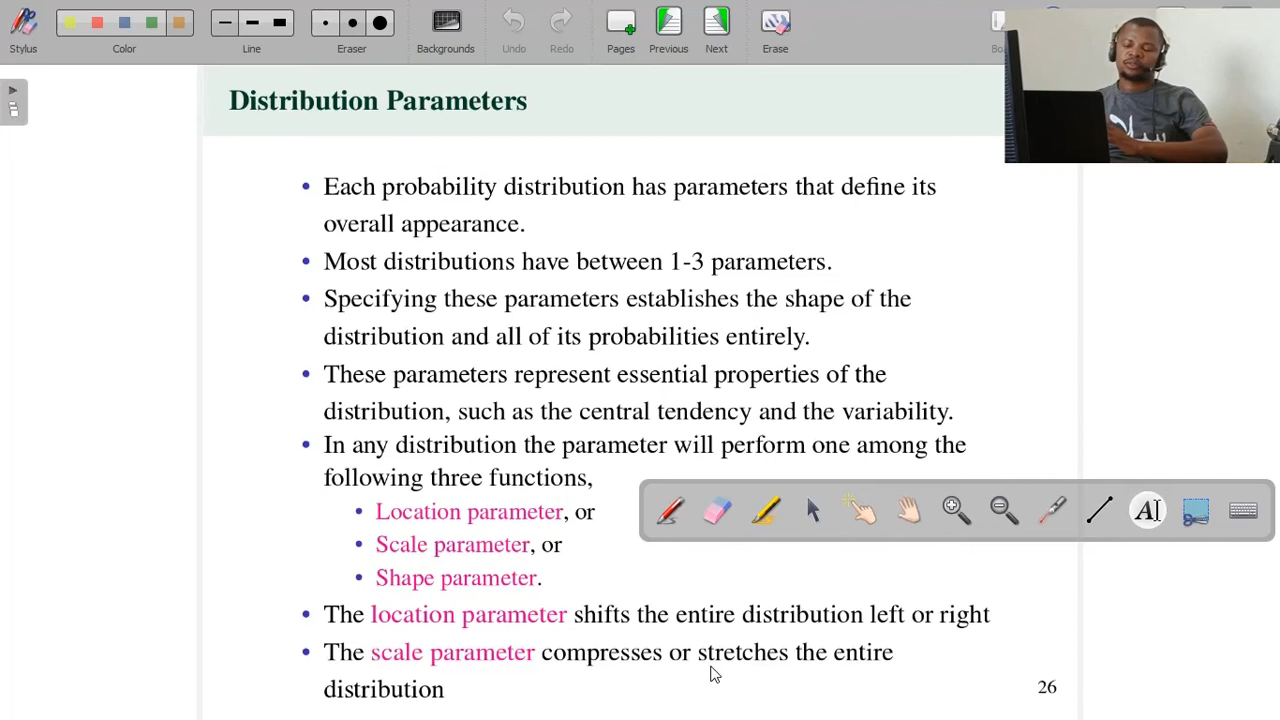 Stylus
Color
Line
Eraser
Backgrounds
Undo
Redo
Pages
Previous
Next
Erase
Distribution Parameters
• Each probability distribution has parameters that define its
overall appearance.
• Most distributions have between 1-3 parameters.
• Specifying these parameters establishes the shape of the
distribution and all of its probabilities entirely.
• These parameters represent essential properties of the
distribution, such as the central tendency and the variability.
• In any distribution the parameter will perform one among the
following three functions,
• Location parameter, or
• Scale parameter, or
• Shape parameter.
• The location parameter shifts the entire distribution left or right
• The scale parameter compresses or stretches the entire
distribution
26